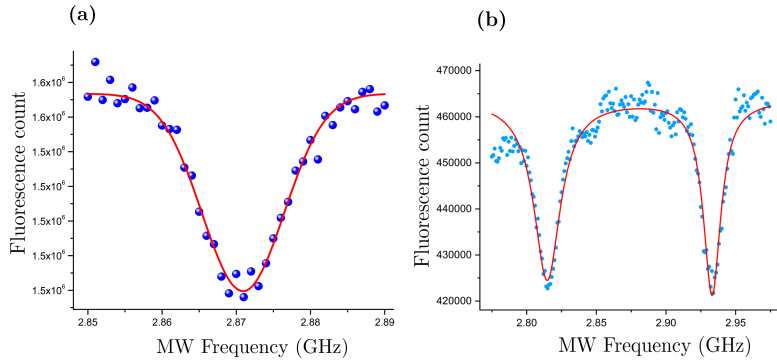 (a)
1.6x10⁶
1.6x10⁶
1.5x10⁶
1.5x10⁶
1.5x10⁶
1.5x10⁶
1.5x10⁶
Fluorescence count
2.85 2.86 2.87 2.88 2.89
MW Frequency (GHz)
(b)
470000
460000
450000
440000
430000
420000
Fluorescence count
2.80 2.85 2.90 2.95
MW Frequency (GHz)